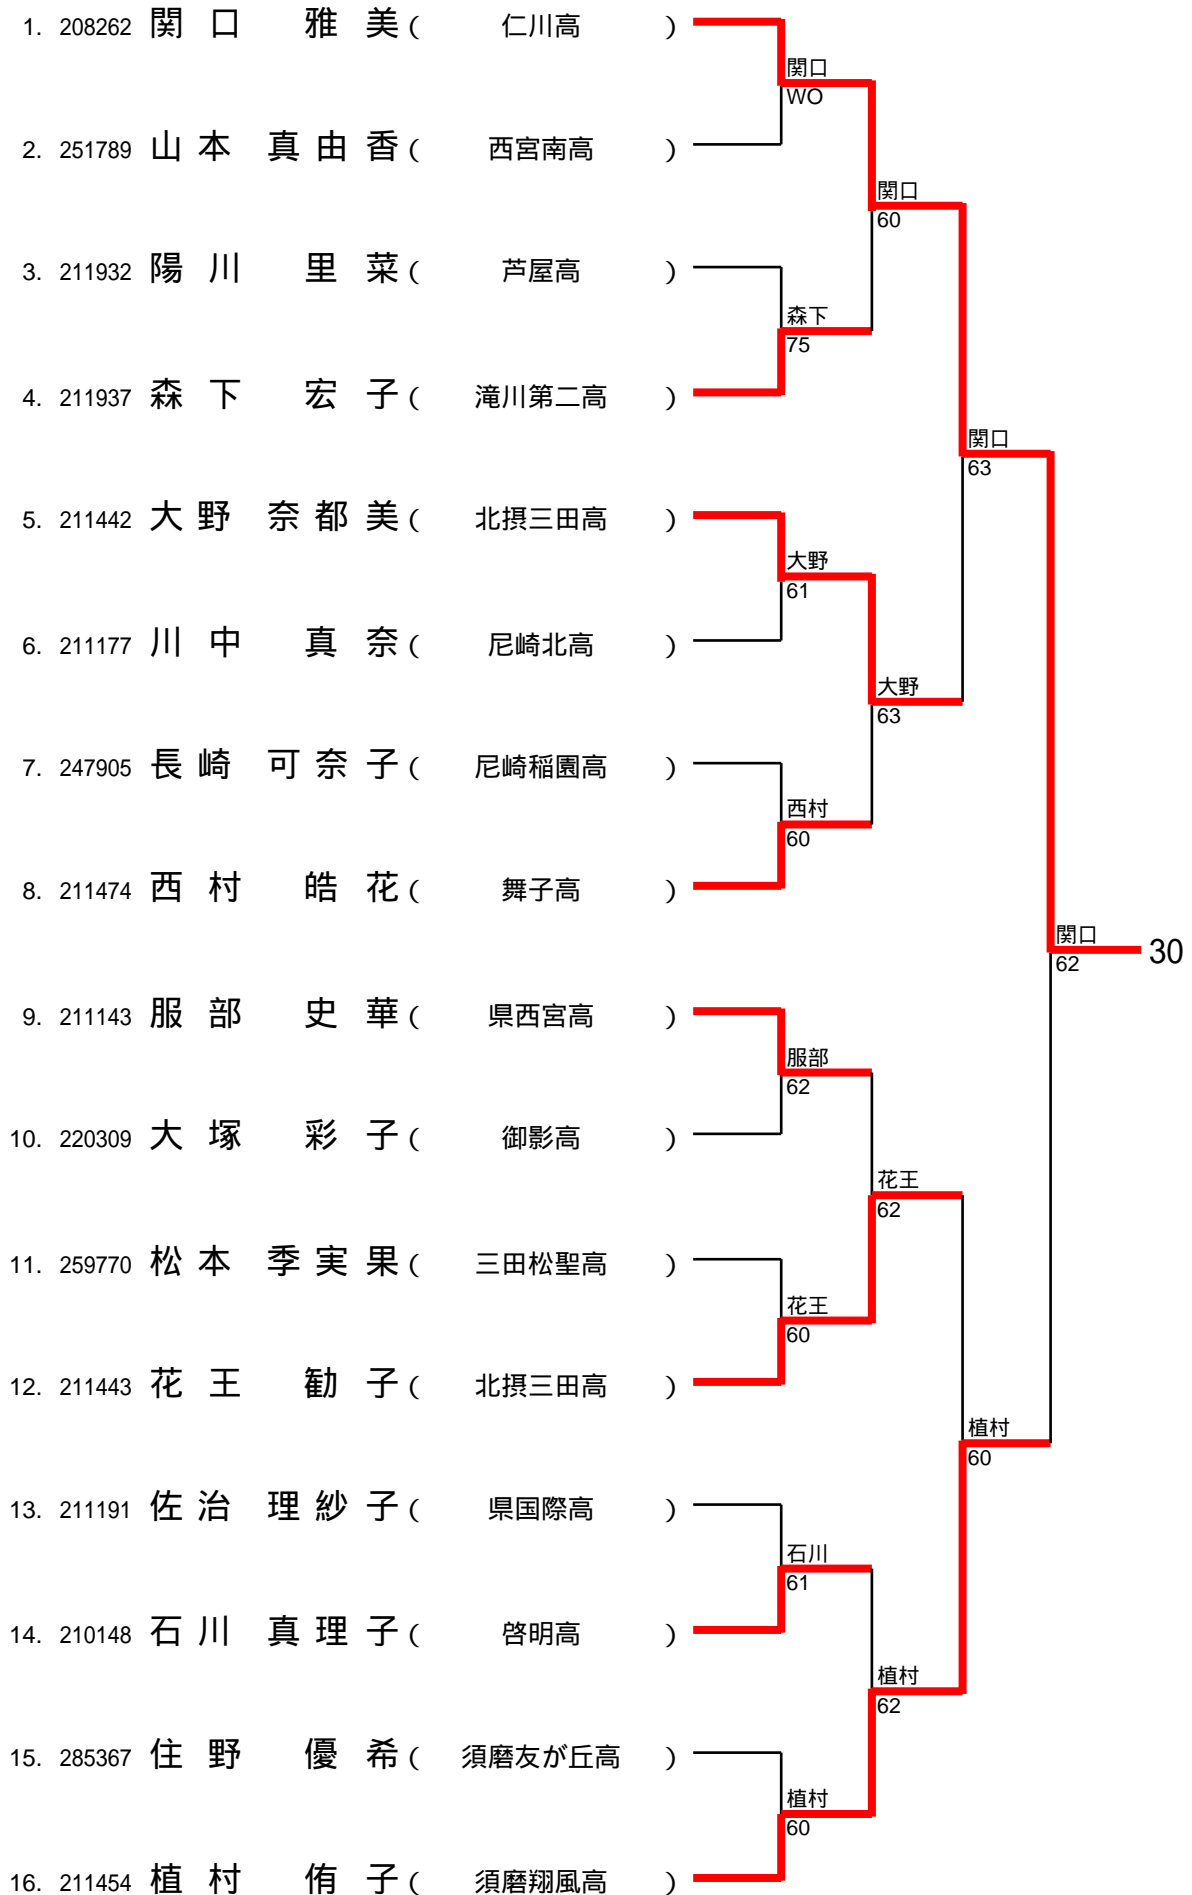 1. 208262 関口 雅美 ( 仁川高 )
関口
WO
2. 251789 山本 真由香 ( 西宮南高 )
関口
60
3. 211932 陽川 里菜 ( 芦屋高 )
森下
75
4. 211937 森下 宏子 ( 滝川第二高 )
関口
63
5. 211442 大野 奈都美 ( 北摂三田高 )
大野
61
6. 211177 川中 真奈 ( 尼崎北高 )
大野
63
7. 247905 長崎 可奈子 ( 尼崎稲園高 )
西村
60
8. 211474 西村 皓花 ( 舞子高 )
関口
62
30
9. 211143 服部 史華 ( 県西宮高 )
服部
62
10. 220309 大塚 彩子 ( 御影高 )
花王
62
11. 259770 松本 季実果 ( 三田松聖高 )
花王
60
12. 211443 花王 勧子 ( 北摂三田高 )
植村
60
13. 211191 佐治 理紗子 ( 県国際高 )
石川
61
14. 210148 石川 真理子 ( 啓明高 )
植村
62
15. 285367 住野 優希 ( 須磨友が丘高 )
植村
60
16. 211454 植村 侑子 ( 須磨翔風高 )